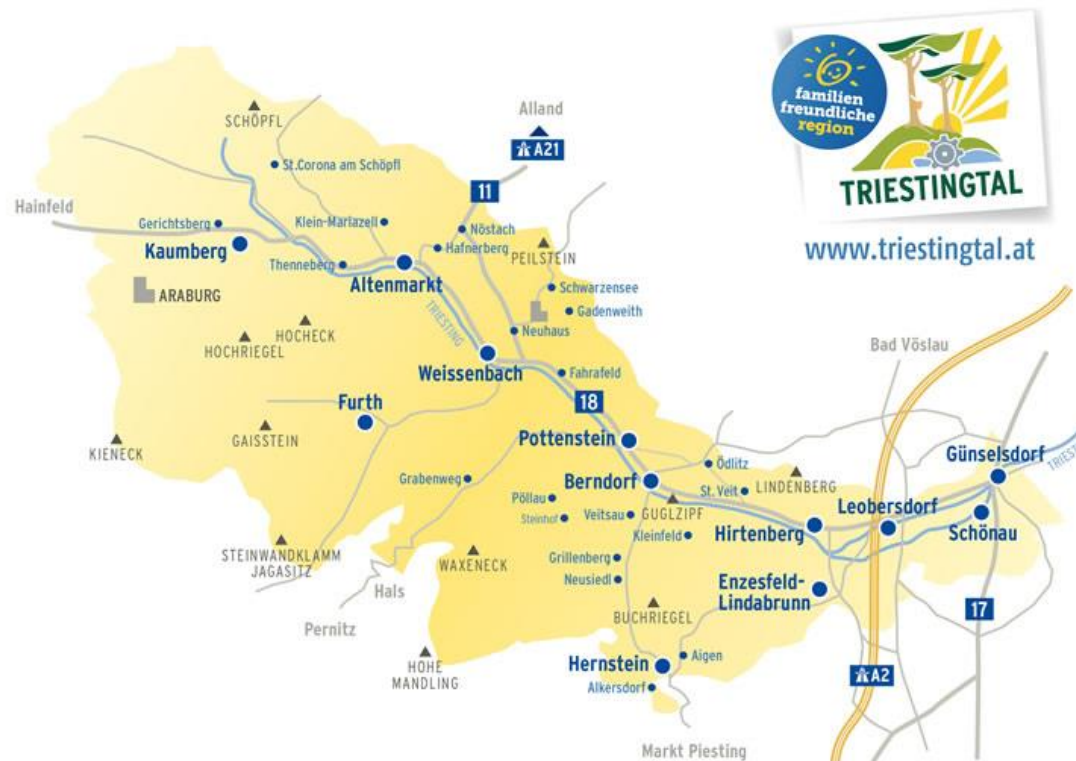 familien
freundliche
region
TRIESTINGTAL
www.triestingtal.at
Alland
A21
SCHÖPFL
St.Corona am Schöpfl
11
Hainfeld
Gerichtsberg
Klein-Mariazell
Nöstach
Hafnerberg
Kaumberg
PEILSTEIN
Thenneberg
Altenmarkt
Schwarzensee
ARABURG
TRIESTING
Gadenweith
HOCHECK
Neuhaus
HOCHRIEGEL
Bad Vöslau
Weissenbach
Fahrafeld
Furth
18
GAISSTEIN
Pottenstein
KIENECK
Günselsdorf
TRIES
Ödlitz
Grabenweg
Berndorf
LINDENBERG
St. Veit
Pöllau
GUGLZIPF
Leobersdorf
Steinhof
Veitsau
Hirtenberg
Schönau
Kleinfeld
STEINWANDKLAMM
JAGASITZ
WAXENECK
Grillenberg
Neusiedl
Enzesfeld-
Lindabrunn
Hals
BUCHRIEGEL
17
Pernitz
HOHE
MANDLING
Hernstein
Aigen
A2
Alkersdorf
Markt Piesting